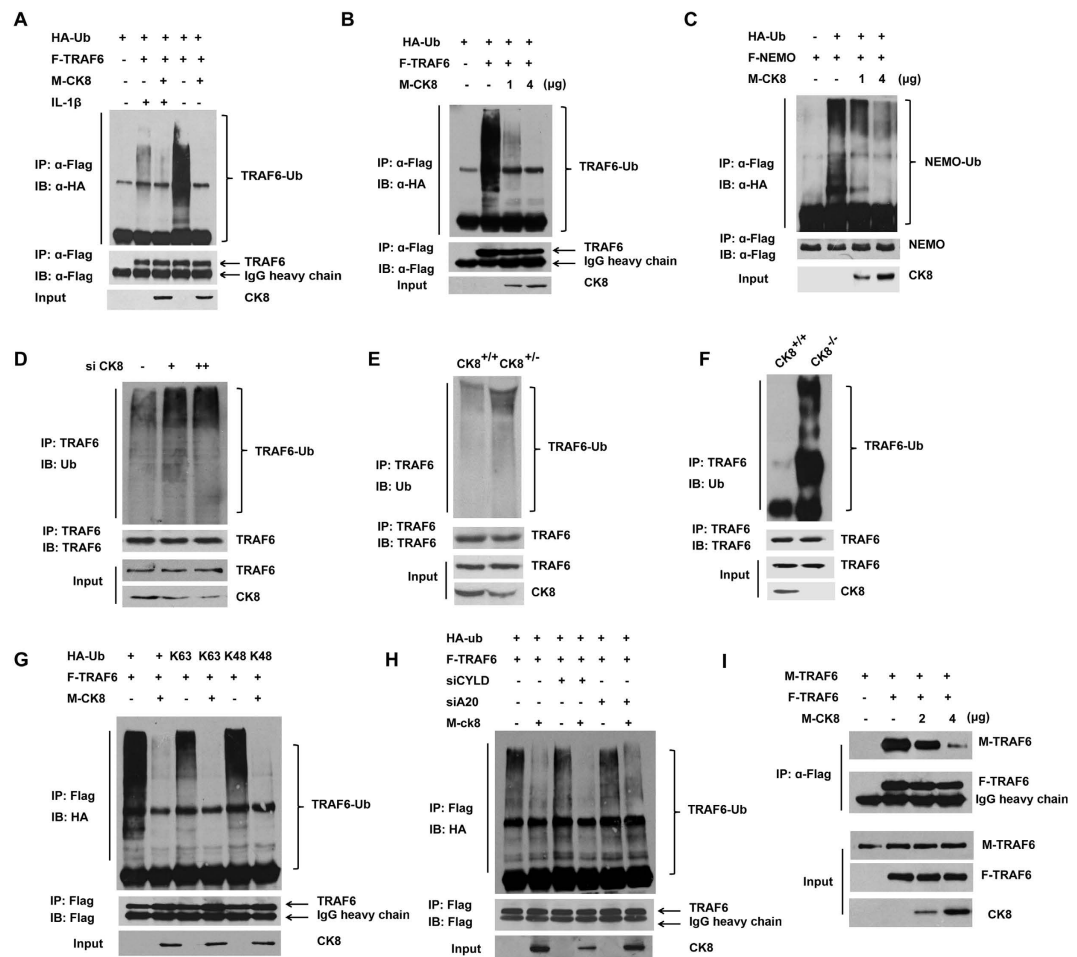 A
HA-Ub + + + + + +
F-TRAF6 - + + + + +
M-CK8 - - + + - +
IL-1β - + + - -
IP: α-Flag
IB: α-HA
TRAF6-Ub
IP: α-Flag
IB: α-Flag
TRAF6
IgG heavy chain
Input
CK8
B
HA-Ub + + + +
F-TRAF6 - + + +
M-CK8 - - 1 4 (μg)
IP: α-Flag
IB: α-HA
TRAF6-Ub
IP: α-Flag
IB: α-Flag
TRAF6
IgG heavy chain
Input
CK8
C
HA-Ub - + + +
F-NEMO + + + +
M-CK8 - - 1 4 (μg)
IP: α-Flag
IB: α-HA
NEMO-Ub
IP: α-Flag
IB: α-Flag
NEMO
Input
CK8
D
si CK8 - + ++
IP: TRAF6
IB: Ub
TRAF6-Ub
IP: TRAF6
IB: TRAF6
TRAF6
Input
TRAF6
CK8
E
CK8+/+ CK8+/-
IP: TRAF6
IB: Ub
TRAF6-Ub
IP: TRAF6
IB: TRAF6
TRAF6
Input
TRAF6
CK8
F
CK8+/+ CK8-/-
IP: TRAF6
IB: Ub
TRAF6-Ub
IP: TRAF6
IB: TRAF6
TRAF6
Input
TRAF6
CK8
G
HA-Ub + + K63 K63 K48 K48
F-TRAF6 + + + + + +
M-CK8 - + - + - +
IP: Flag
IB: HA
TRAF6-Ub
IP: Flag
IB: Flag
TRAF6
IgG heavy chain
Input
CK8
H
HA-ub + + + + + +
F-TRAF6 + + + + + +
siCYLD - - + + - -
siA20 - - - - + +
M-ck8 - + - + - +
IP: Flag
IB: HA
TRAF6-Ub
IP: Flag
IB: Flag
TRAF6
IgG heavy chain
Input
CK8
I
M-TRAF6 + + + +
F-TRAF6 - + + +
M-CK8 - - 2 4 (μg)
IP: α-Flag
M-TRAF6
F-TRAF6
IgG heavy chain
Input
M-TRAF6
F-TRAF6
CK8